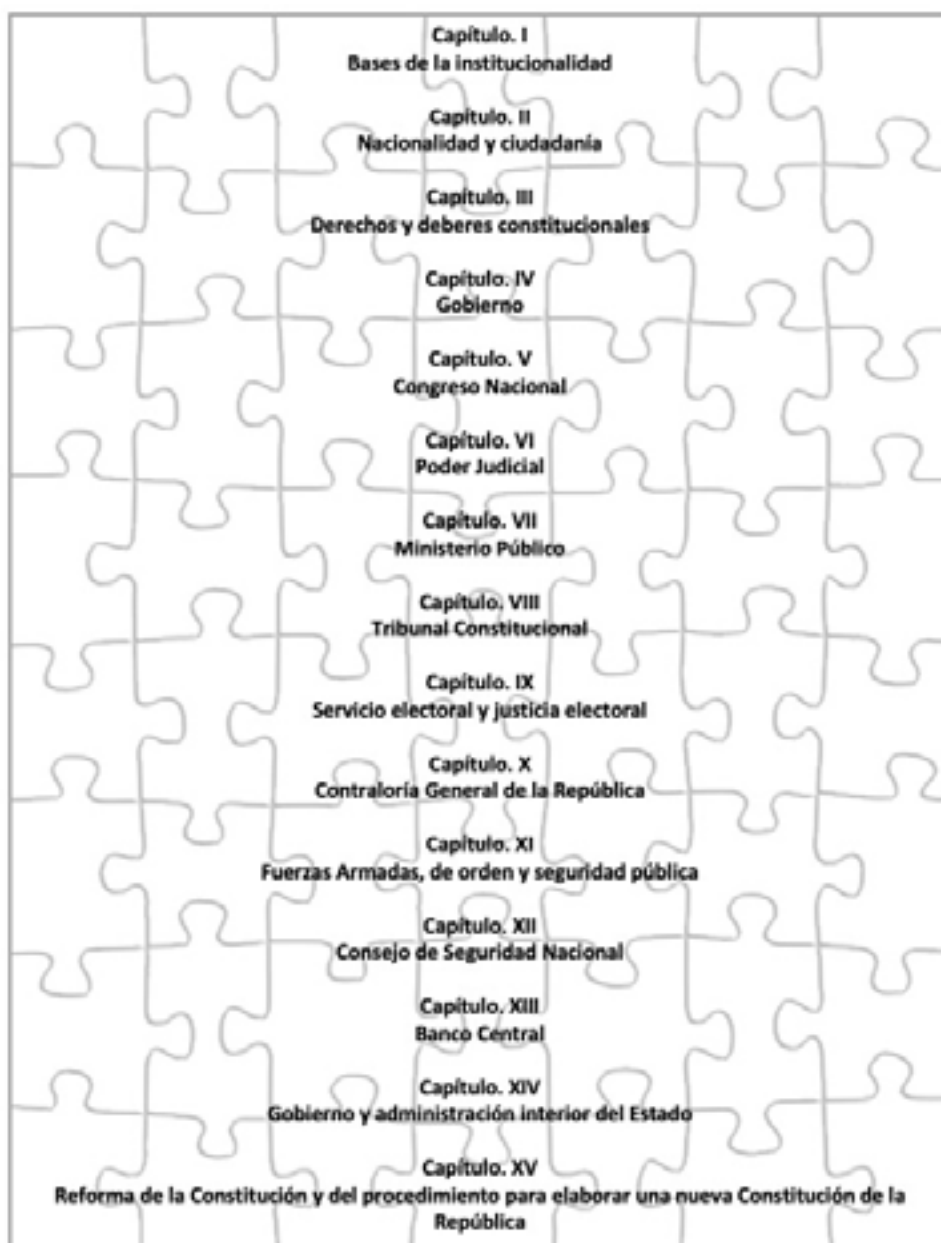 Capítulo. I
Bases de la institucionalidad
Capítulo. II
Nacionalidad y ciudadanía
Capítulo. III
Derechos y deberes constitucionales
Capítulo. IV
Gobierno
Capítulo. V
Congreso Nacional
Capítulo. VI
Poder Judicial
Capítulo. VII
Ministerio Público
Capítulo. VIII
Tribunal Constitucional
Capítulo. IX
Servicio electoral y justicia electoral
Capítulo. X
Contraloría General de la República
Capítulo. XI
Fuerzas Armadas, de orden y seguridad pública
Capítulo. XII
Consejo de Seguridad Nacional
Capítulo. XIII
Banco Central
Capítulo. XIV
Gobierno y administración interior del Estado
Capítulo. XV
Reforma de la Constitución y del procedimiento para elaborar una nueva Constitución de la
República